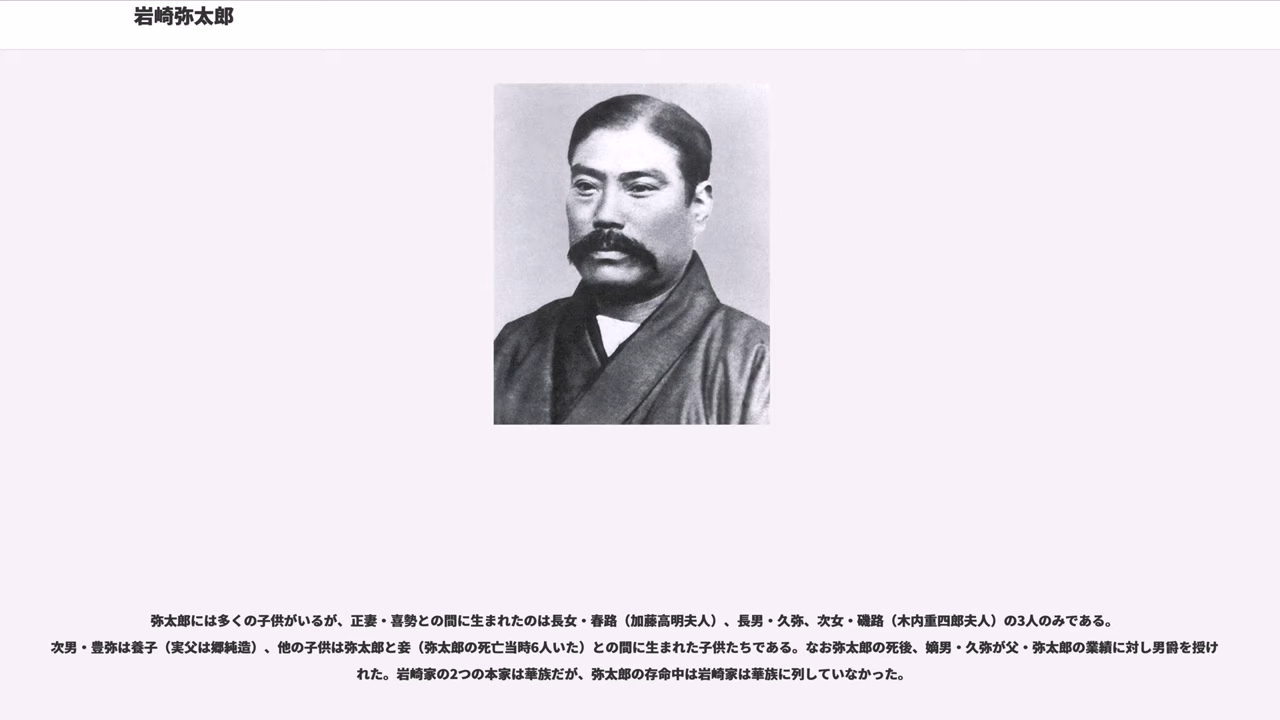 岩崎弥太郎
弥太郎には多くの子供がいるが、正妻・喜勢との間に生まれたのは長女・春路（加藤高明夫人）、長男・久弥、次女・磯路（木内重四郎夫人）の3人のみである。
次男・豊弥は養子（実父は郷純造）、他の子供は弥太郎と妾（弥太郎の死亡当時6人いた）との間に生まれた子供たちである。なお弥太郎の死後、嫡男・久弥が父・弥太郎の業績に対し男爵を授け
れた。岩崎家の2つの本家は華族だが、弥太郎の存命中は岩崎家は華族に列していなかった。